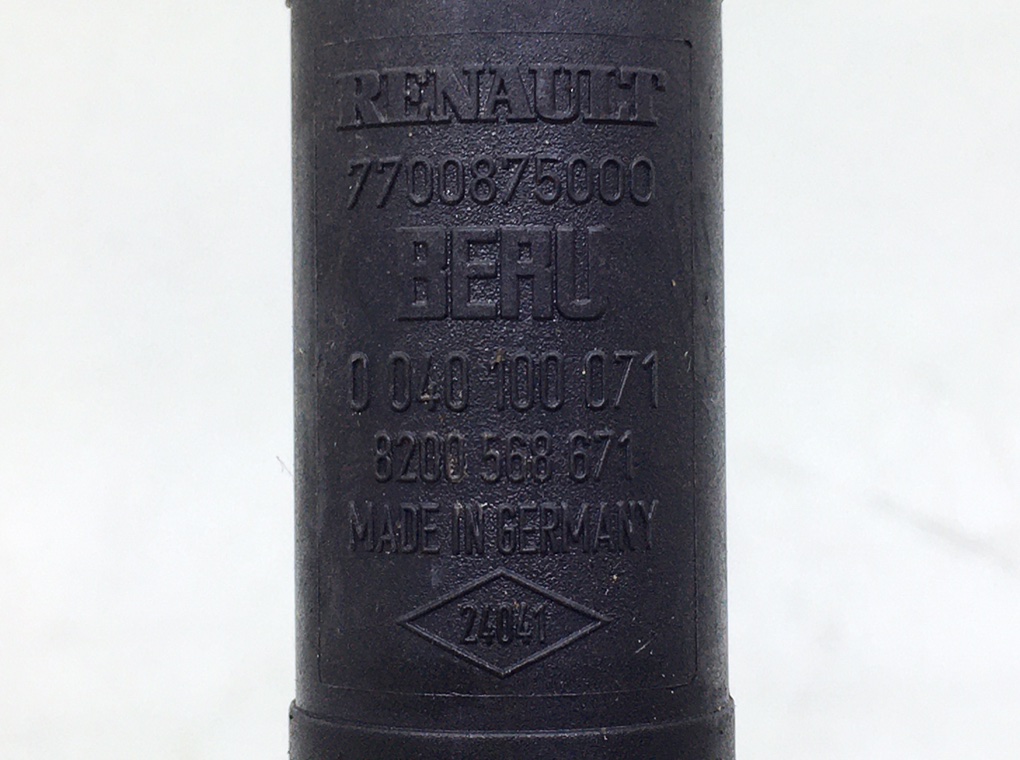 RENAULT
7700875000
BERU
0 040 100 071
8200 568 671
MADE IN GERMANY
24041